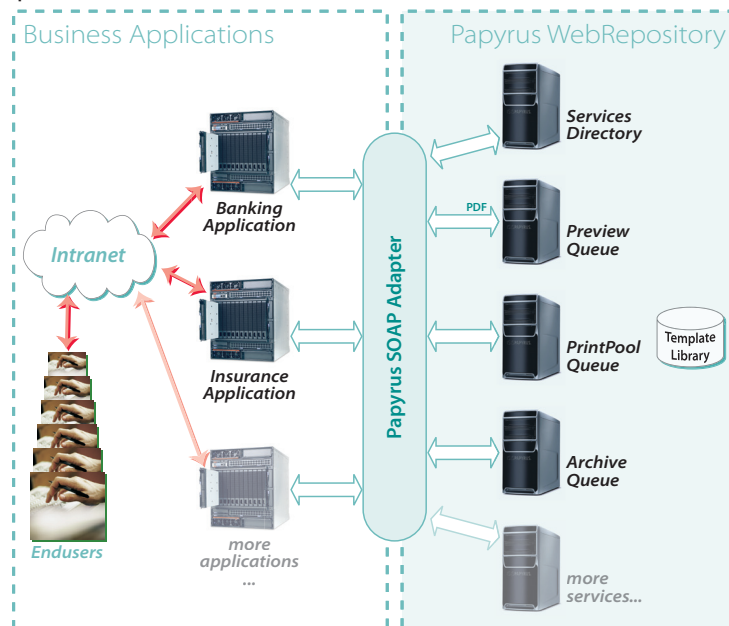 Business Applications
Papyrus WebRepository
Services
Directory
Banking
Application
PDF
Preview
Queue
Intranet
Papyrus SOAP Adapter
Insurance
Application
PrintPool
Queue
Template
Library
Archive
Queue
Endusers
more
applications
...
more
services...